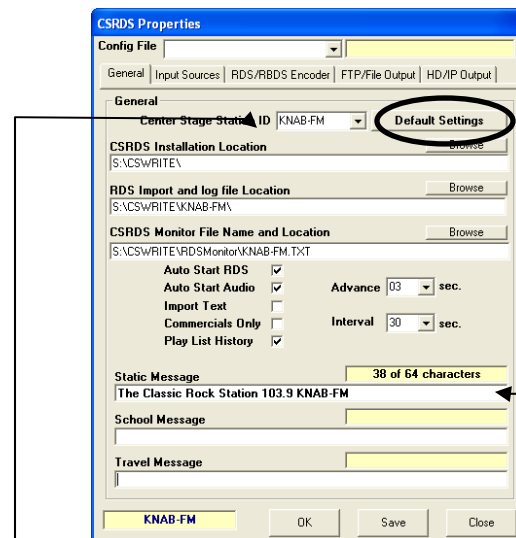 CSRDS Properties
Config File
General Input Sources RDS/RBDS Encoder FTP/File Output HD/IP Output
General
Center Stage Station ID KNAB-FM Default Settings
CSRDS Installation Location Browse
S:\CSWRITE\
RDS Import and log file Location Browse
S:\CSWRITE\KNAB-FM\
CSRDS Monitor File Name and Location Browse
S:\CSWRITE\RDSMonitor\KNAB-FM.TXT
Auto Start RDS
Auto Start Audio Advance 03 sec.
Import Text
Commercials Only Interval 30 sec.
Play List History
Static Message 38 of 64 characters
The Classic Rock Station 103.9 KNAB-FM
School Message
Travel Message
KNAB-FM OK Save Close